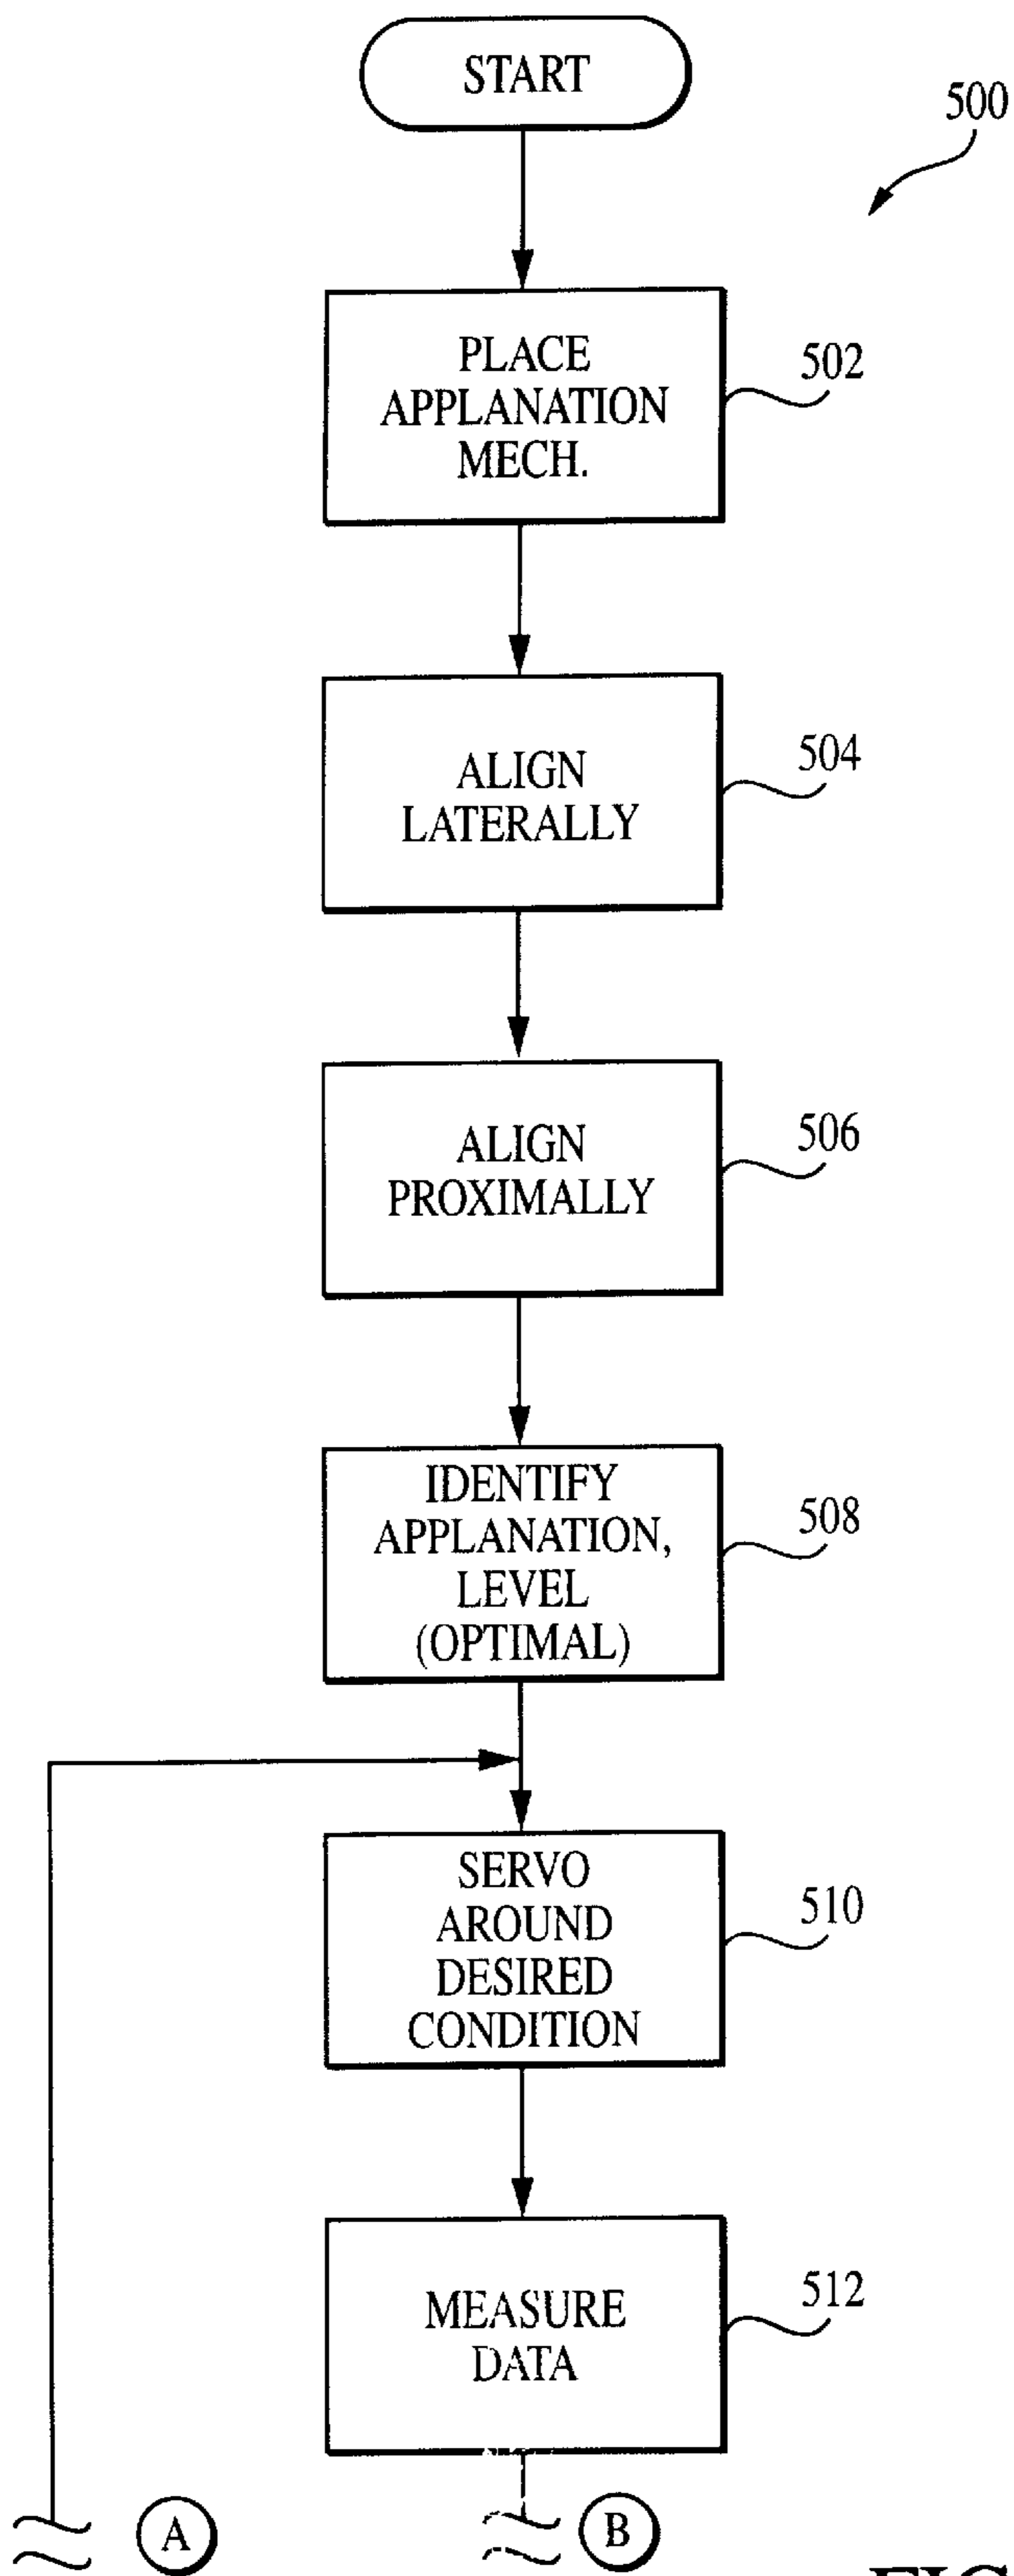 START
500
PLACE
APPLANATION
MECH.
502
ALIGN
LATERALLY
504
ALIGN
PROXIMALLY
506
IDENTIFY
APPLANATION,
LEVEL
(OPTIMAL)
508
SERVO
AROUND
DESIRED
CONDITION
510
MEASURE
DATA
512
A
B